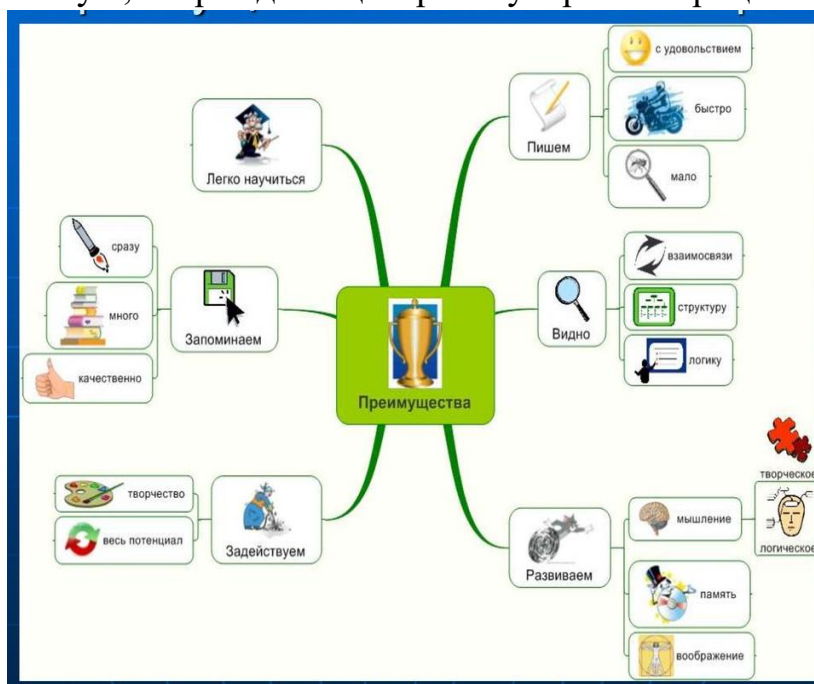 Преимущества
Легко научиться
Запоминаем
сразу
много
качественно
Задействуем
творчество
весь потенциал
Пишем
с удовольствием
быстро
мало
Видно
взаимосвязи
структуру
логику
Развиваем
мышление
творческое
логическое
память
воображение